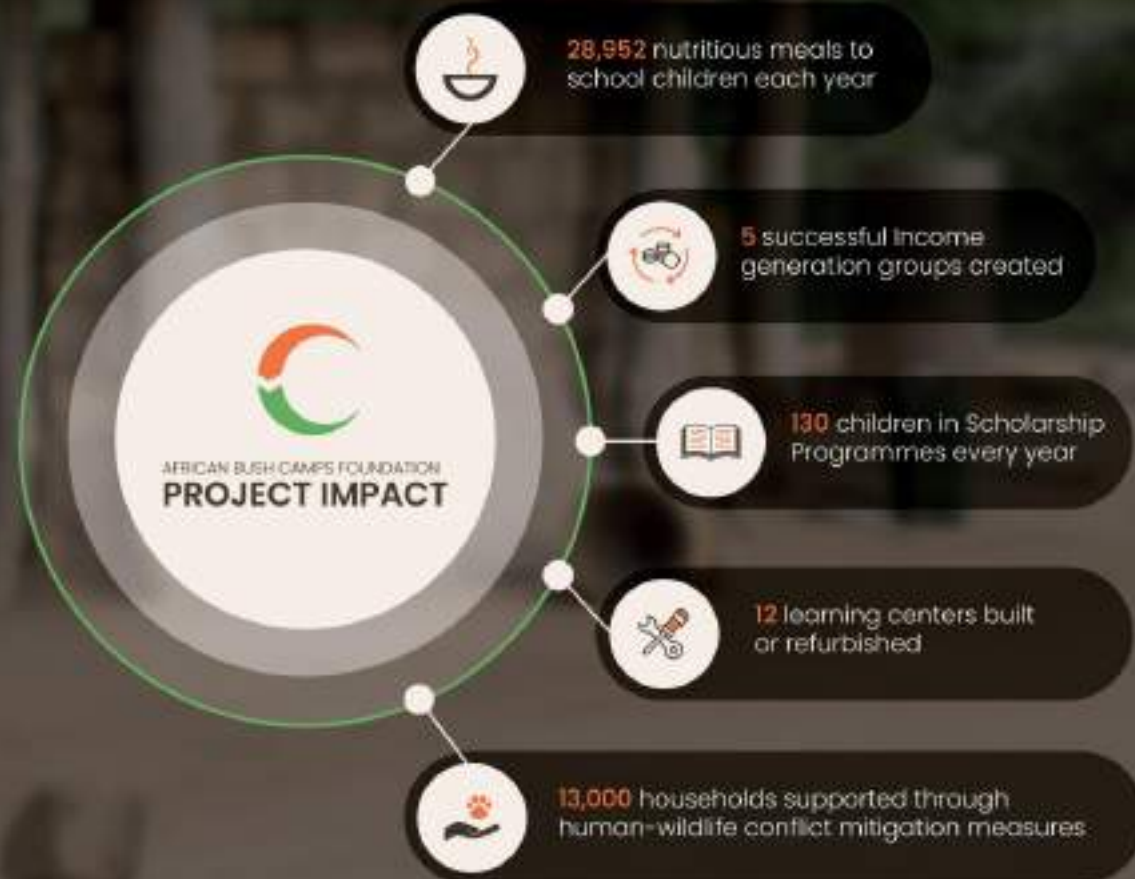 28,952 nutritious meals to
school children each year
5 successful Income
generation groups created
130 children in Scholarship
Programmes every year
12 learning centers built
or refurbished
13,000 households supported through
human-wildlife conflict mitigation measures
AFRICAN BUSH CAMPS FOUNDATION
PROJECT IMPACT